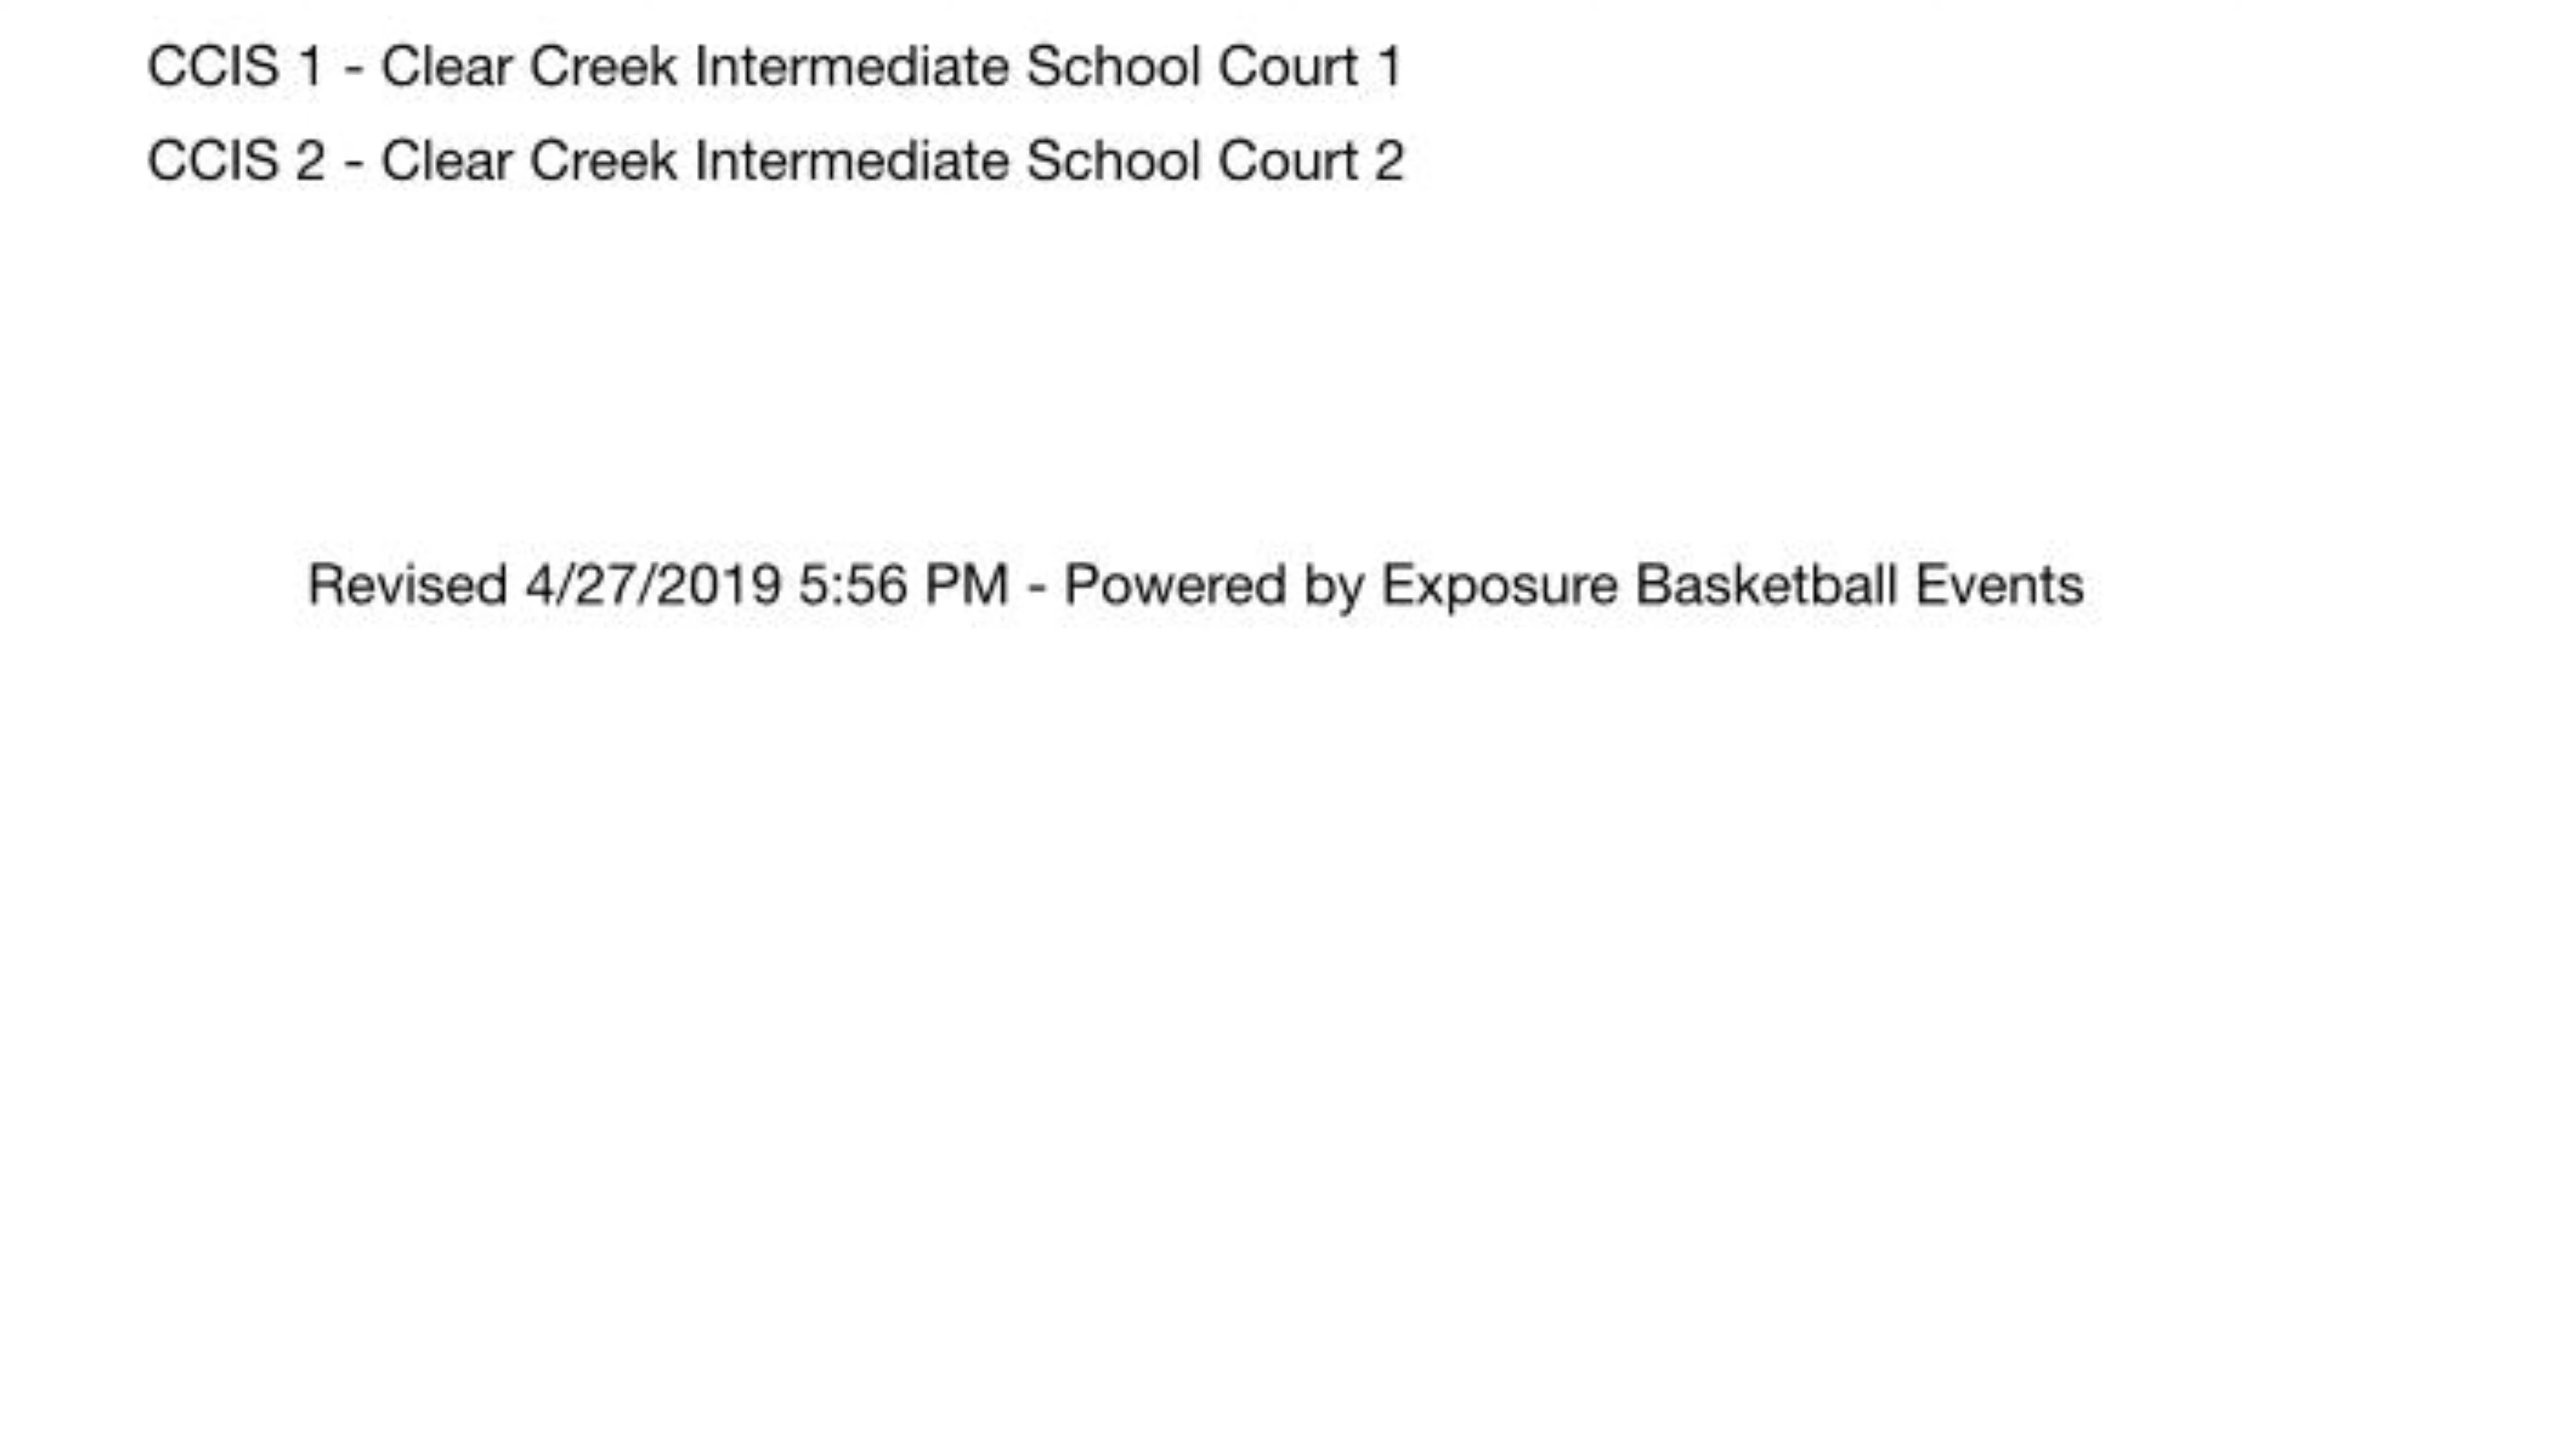 CCIS 1 - Clear Creek Intermediate School Court 1
CCIS 2 - Clear Creek Intermediate School Court 2
Revised 4/27/2019 5:56 PM - Powered by Exposure Basketball Events